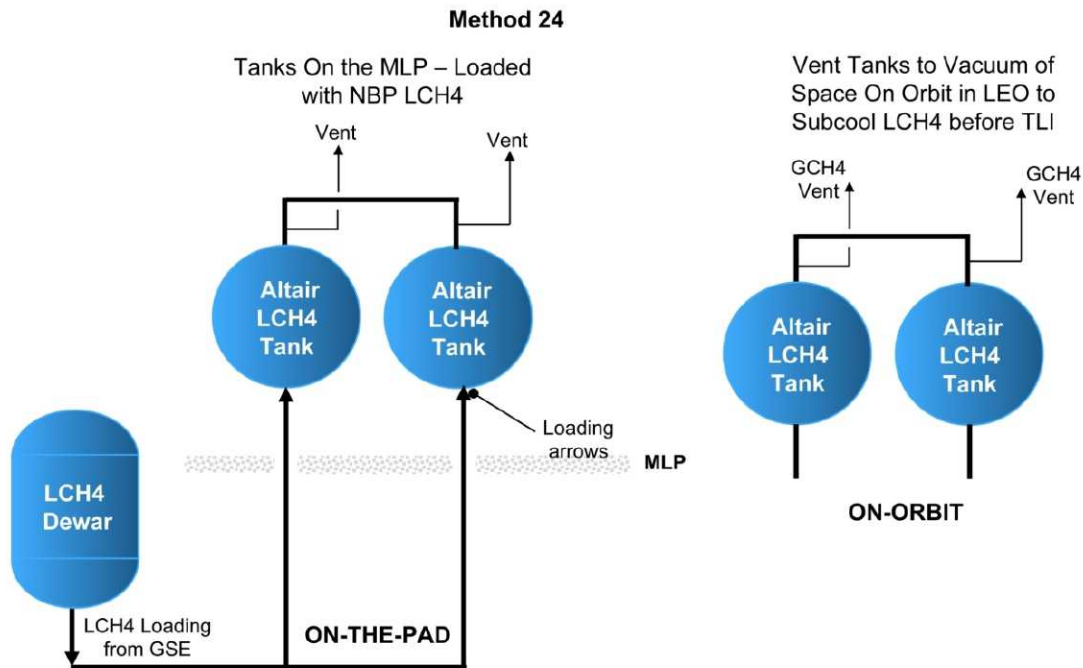 Method 24
Tanks On the MLP – Loaded
with NBP LCH4
Vent
Vent
Altair
LCH4
Tank
Altair
LCH4
Tank
Loading
arrows
MLP
LCH4
Dewar
LCH4 Loading
from GSE
ON-THE-PAD
Vent Tanks to Vacuum of
Space On Orbit in LEO to
Subcool LCH4 before TLI
GCH4
Vent
GCH4
Vent
Altair
LCH4
Tank
Altair
LCH4
Tank
ON-ORBIT